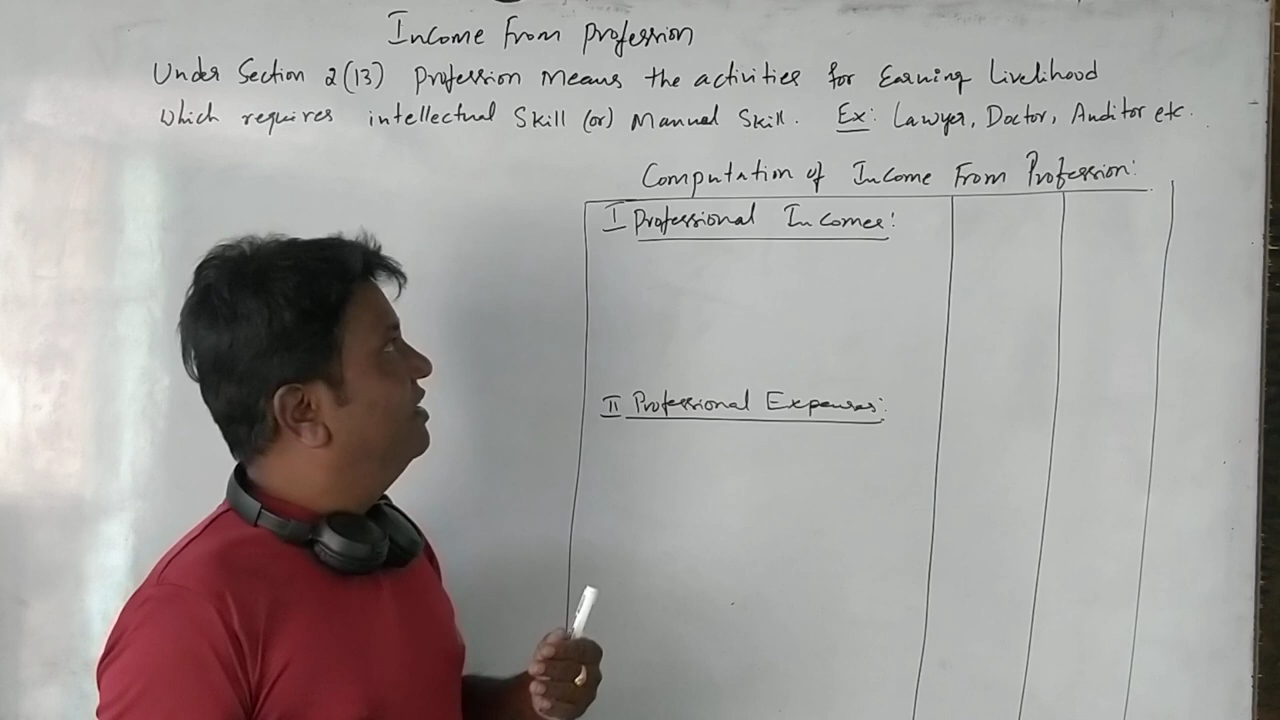 Income From Profession
Under Section 2(13) Profession Means the activities for Earning Livelihood
which requires intellectual Skill (or) Manual Skill. Ex: Lawyer, Doctor, Auditor etc.
Computation of Income From Profession:
I Professional Incomes:
II Professional Expenses: